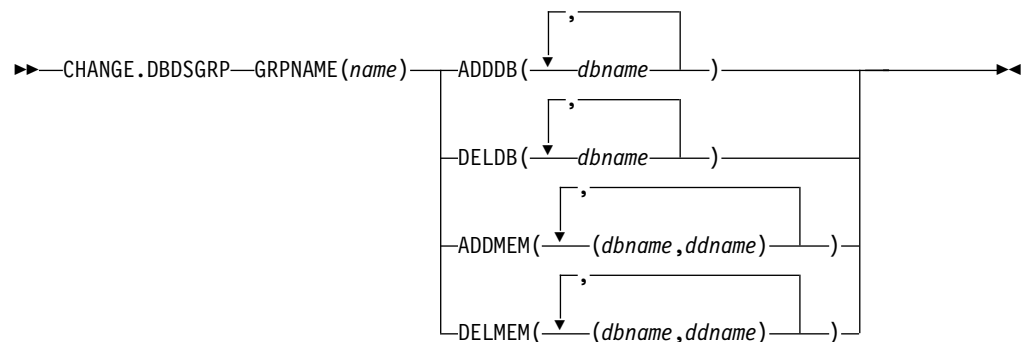 ,
CHANGE.DBDSGRP GRPNAME(name) ADDDB( dbname )
,
DELDB( dbname )
,
ADDMEM( (dbname,ddname) )
,
DELMEM( (dbname,ddname) )